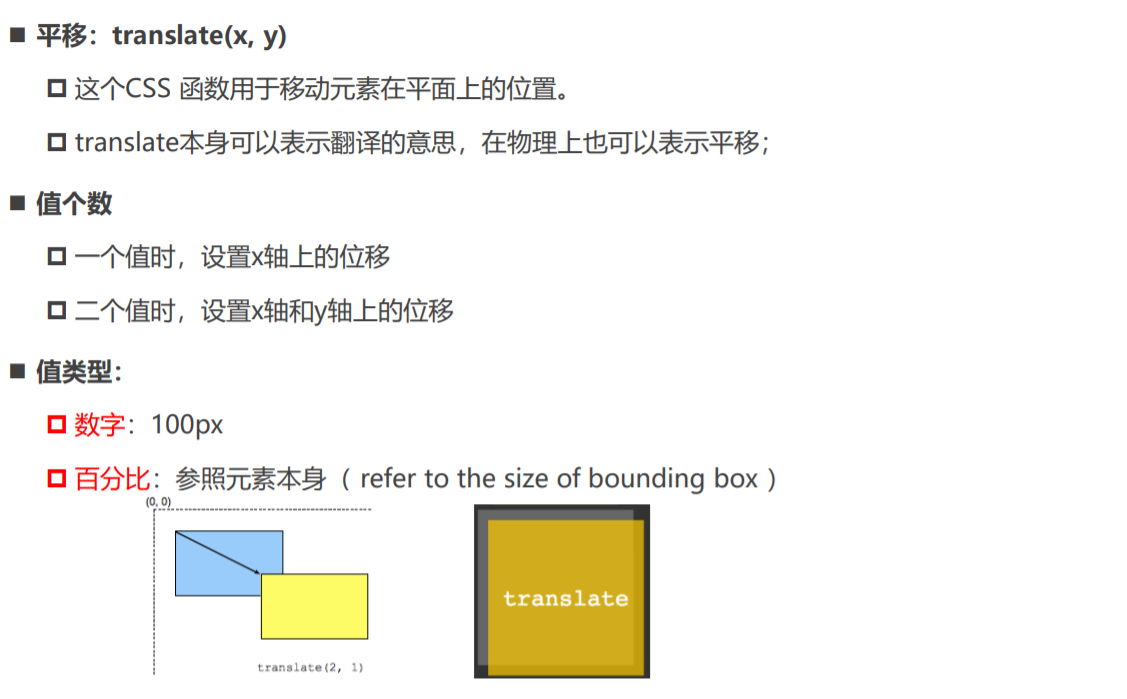 平移：translate(x, y)
这个CSS 函数用于移动元素在平面上的位置。
translate本身可以表示翻译的意思，在物理上也可以表示平移；
值个数
一个值时，设置x轴上的位移
二个值时，设置x轴和y轴上的位移
值类型：
数字：100px
百分比：参照元素本身（ refer to the size of bounding box ）
(0, 0)
translate
translate(2, 1)